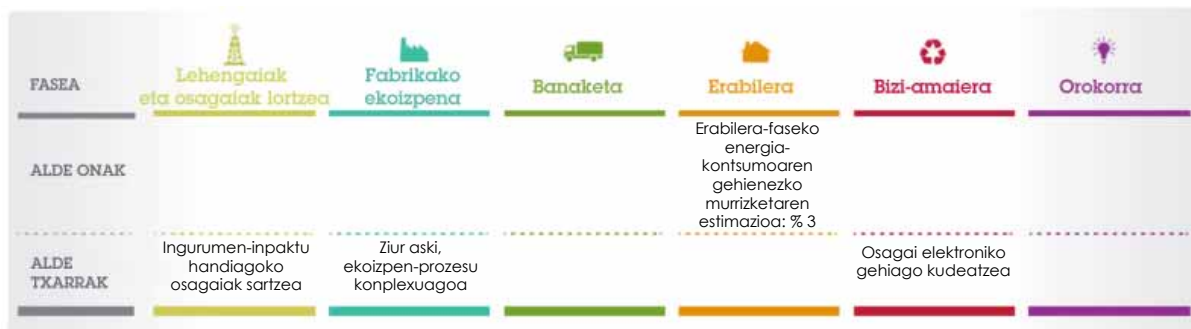 FASEA
Lehengaiak
eta osagaiak lortzea
Fabrikako
ekoizpena
Banaketa
Erabilera
Bizi-amaiera
Orokorra
ALDE ONAK
Erabilera-faseko
energia-
kontsumoaren
gehienezko
murrizketaren
estimazioa: % 3
ALDE
TXARRAK
Ingurumen-inpaktu
handiagoko
osagaiak sartzea
Ziur aski,
ekoizpen-prozesu
konplexuagoa
Osagai elektroniko
gehiago kudeatzea